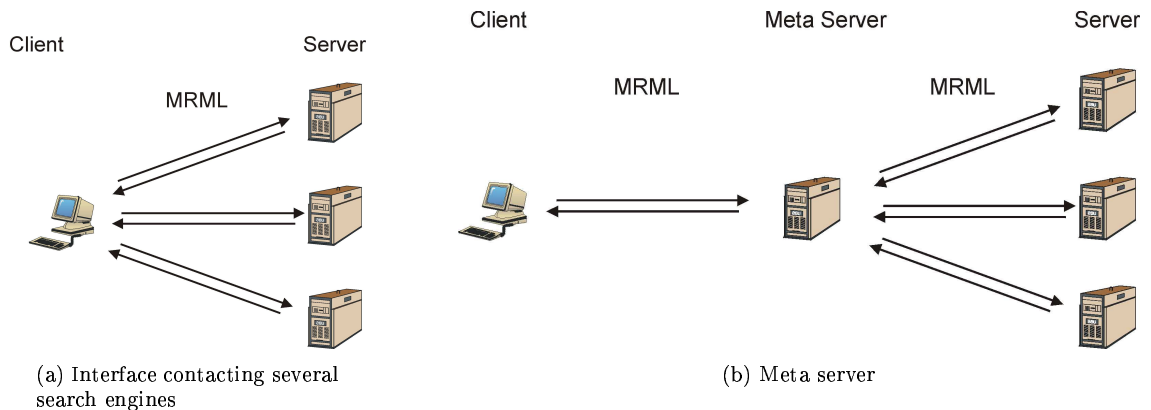 Client
Server
MRML
(a) Interface contacting several
search engines
Client
Meta Server
Server
MRML
MRML
(b) Meta server